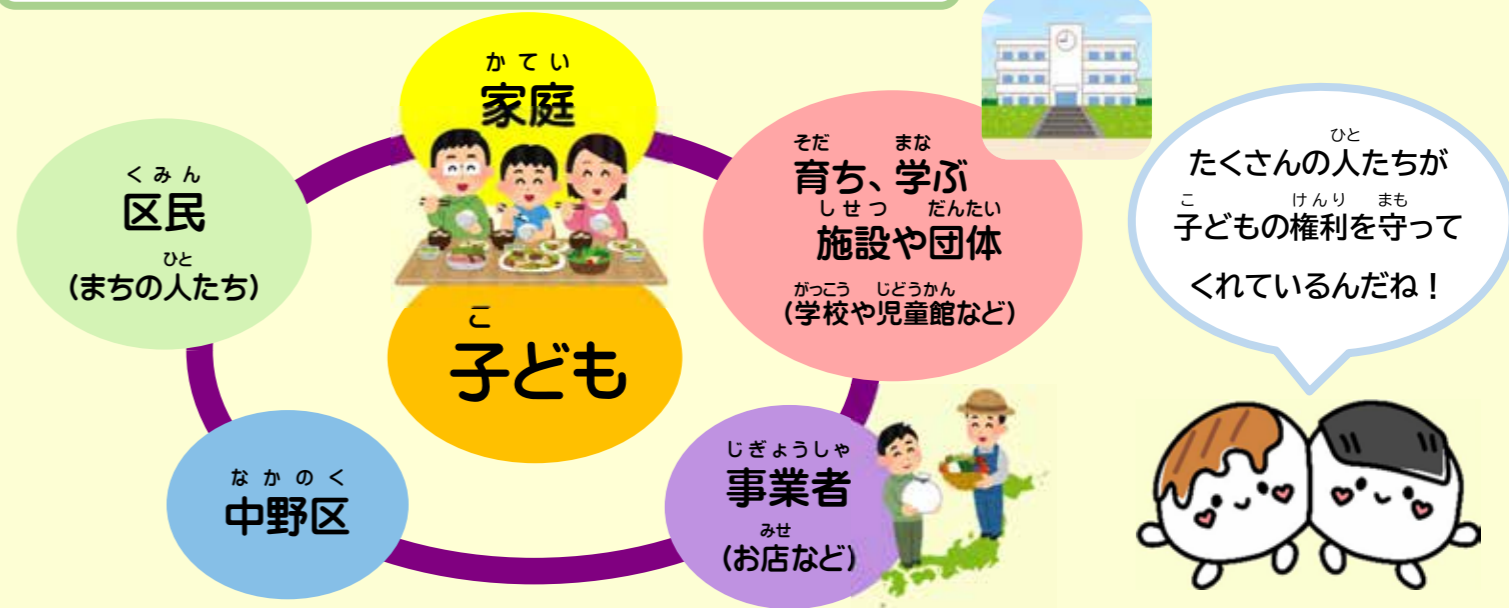 かてい
家庭
くみん
区民
ひと
(まちの人たち)
そだ まな
育ち、学ぶ
しせつ だんたい
施設や団体
がっこう じどうかん
(学校や児童館など)
こ
子ども
なかのく
中野区
じぎょうしゃ
事業者
みせ
(お店など)
ひと
たくさんの人たちが
こ けんり まも
子どもの権利を守って
くれているんだね!